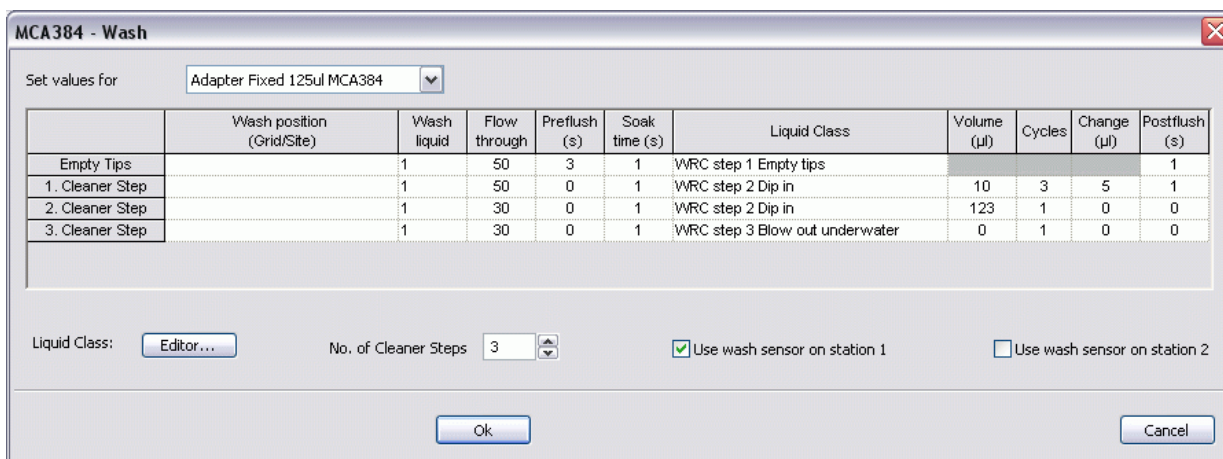 MCA384 - Wash
Set values for Adapter Fixed 125ul MCA384
Wash position (Grid/Site) Wash liquid Flow through Preflush (s) Soak time (s) Liquid Class Volume (µl) Cycles Change (µl) Postflush (s)
Empty Tips 1 50 3 1 WRC step 1 Empty tips 1
1. Cleaner Step 1 50 0 1 WRC step 2 Dip in 10 3 5 1
2. Cleaner Step 1 30 0 1 WRC step 2 Dip in 123 1 0 0
3. Cleaner Step 1 30 0 1 WRC step 3 Blow out underwater 0 1 0 0
Liquid Class: Editor... No. of Cleaner Steps 3 Use wash sensor on station 1 Use wash sensor on station 2
Ok Cancel